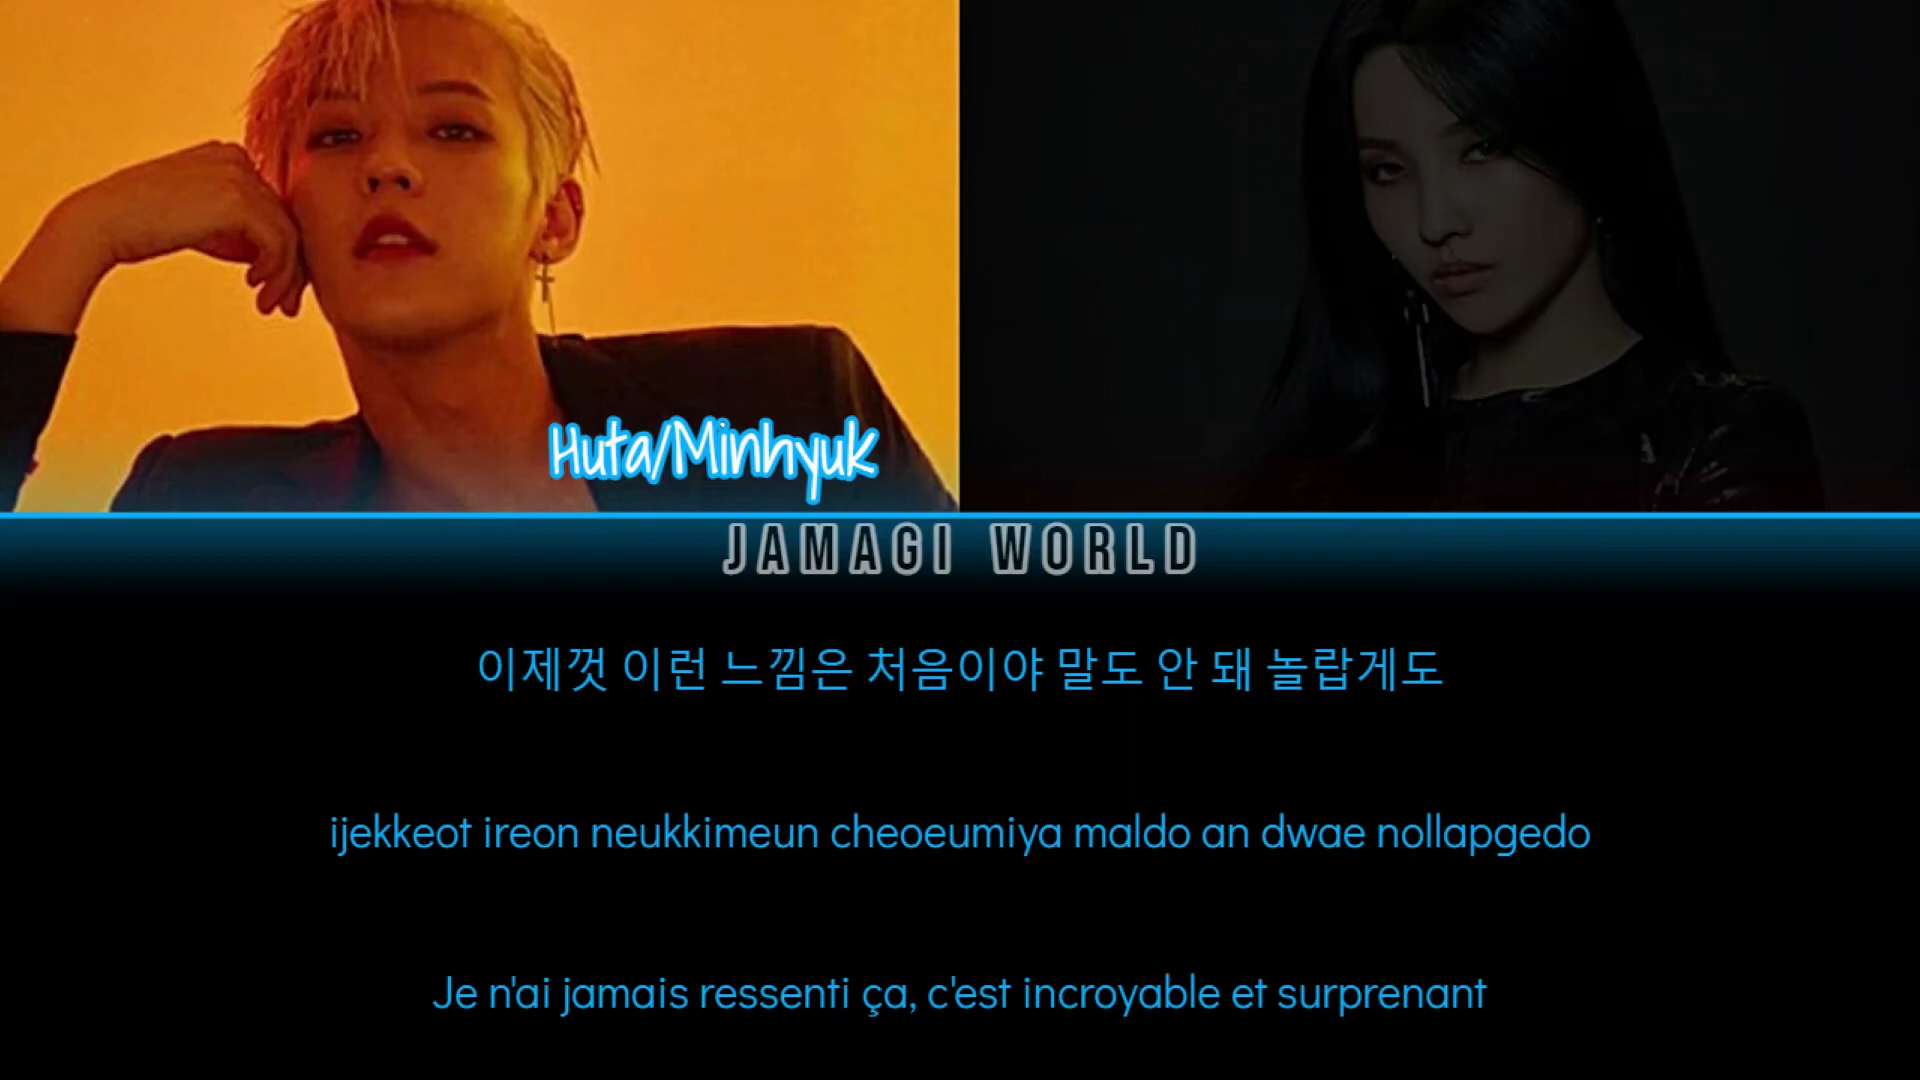 Huta/Minhyuk
JAMAGI WORLD
이제껏 이런 느낌은 처음이야 말도 안 돼 놀랍게도
ijekkeot ireon neukkimeun cheoeumiya maldo an dwae nollapgedo
Je n'ai jamais ressenti ça, c'est incroyable et surprenant